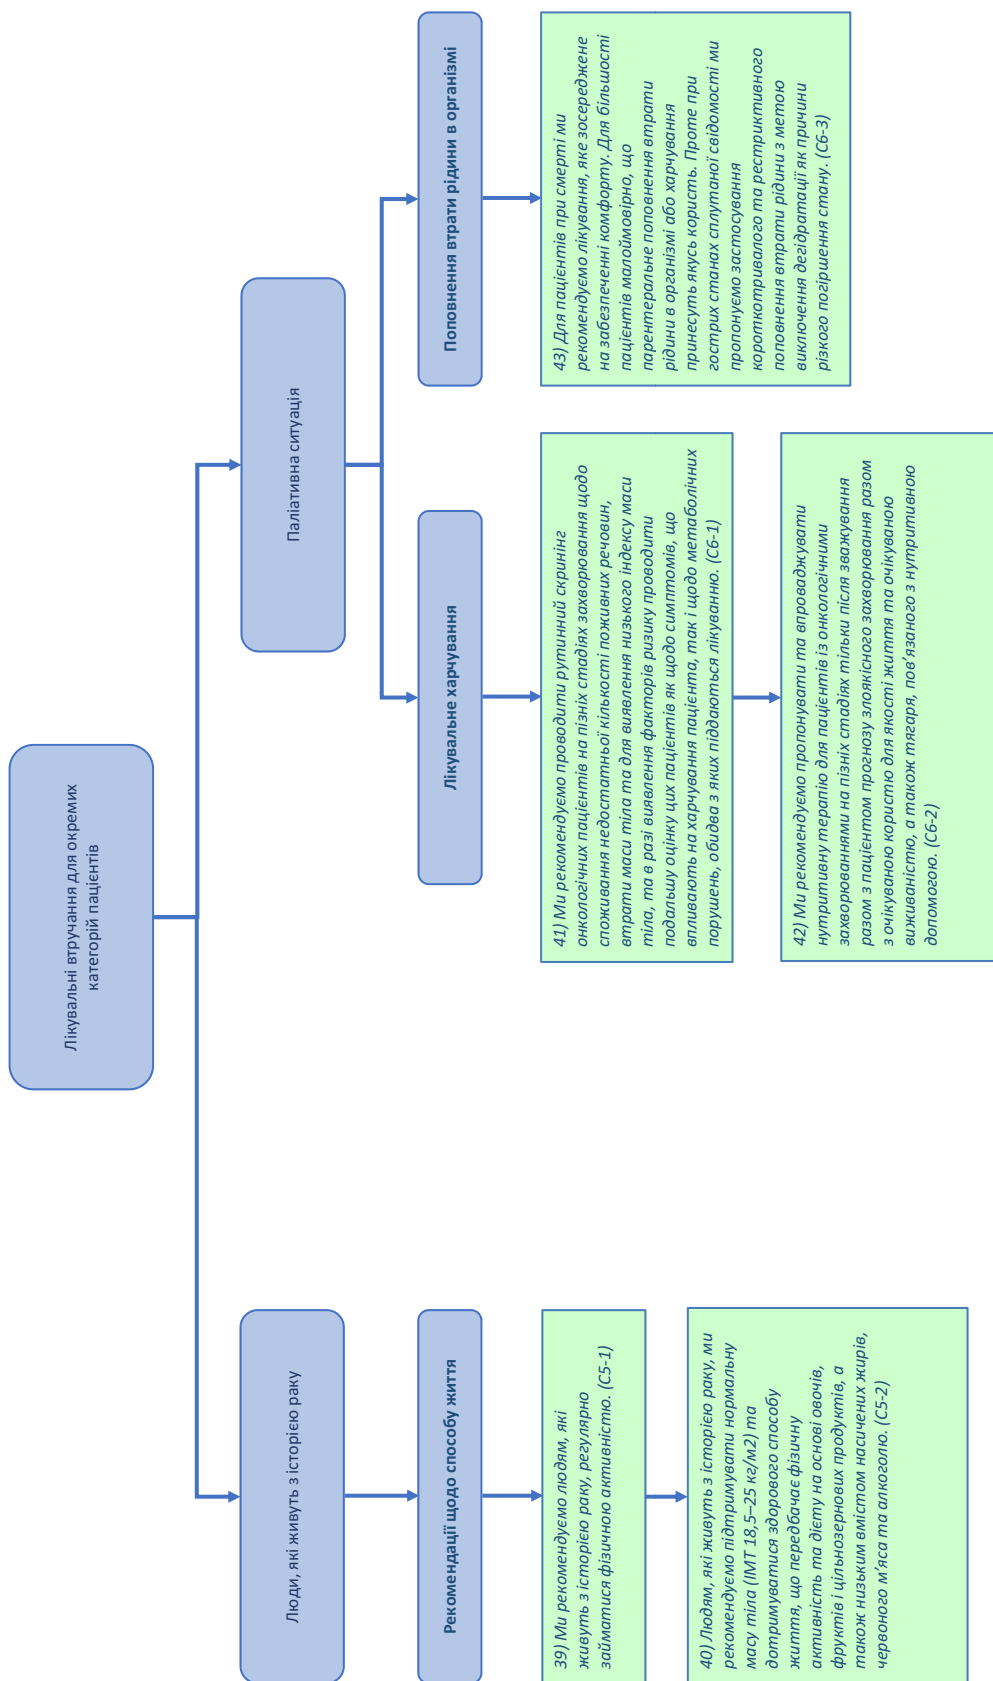 Лікувальні втручання для окремих
категорій пацієнтів
Люди, які живуть з історією раку
Рекомендації щодо способу життя
39) Ми рекомендуємо людям, які
живуть з історією раку, регулярно
займатися фізичною активністю. (C5-1)
40) Людям, які живуть з історією раку, ми
рекомендуємо підтримувати нормальну
масу тіла (ІМТ 18,5–25 кг/м2) та
дотримуватися здорового способу
життя, що передбачає фізичну
активність та дієту на основі овочів,
фруктів і цільнозернових продуктів, а
також низьким вмістом насичених жирів,
червоного м'яса та алкоголю. (C5-2)
Паліативна ситуація
Лікувальне харчування
41) Ми рекомендуємо проводити рутинний скринінг
онкологічних пацієнтів на пізніх стадіях захворювання щодо
споживання недостатньої кількості поживних речовин,
втрати маси тіла та для виявлення низького індексу маси
тіла, та в разі виявлення факторів ризику проводити
подальшу оцінку цих пацієнтів як щодо симптомів, що
впливають на харчування пацієнта, так і щодо метаболічних
порушень, обидва з яких піддаються лікуванню. (C6-1)
42) Ми рекомендуємо пропонувати та впроваджувати
нутритивну терапію для пацієнтів із онкологічними
захворюваннями на пізніх стадіях тільки після зважування
разом з пацієнтом прогнозу злоякісного захворювання разом
з очікуваною користю для якості життя та очікуваною
виживаністю, а також тягаря, пов'язаного з нутритивною
допомогою. (C6-2)
Поповнення втрати рідини в організмі
43) Для пацієнтів при смерті ми
рекомендуємо лікування, яке зосереджене
на забезпеченні комфорту. Для більшості
пацієнтів малоймовірно, що
парентеральне поповнення втрати
рідини в організмі або харчування
принесуть якусь користь. Проте при
гострих станах сплутаної свідомості ми
пропонуємо застосування
короткотривалого та рестриктивного
поповнення втрати рідини з метою
виключення дегідратації як причини
різкого погіршення стану. (C6-3)